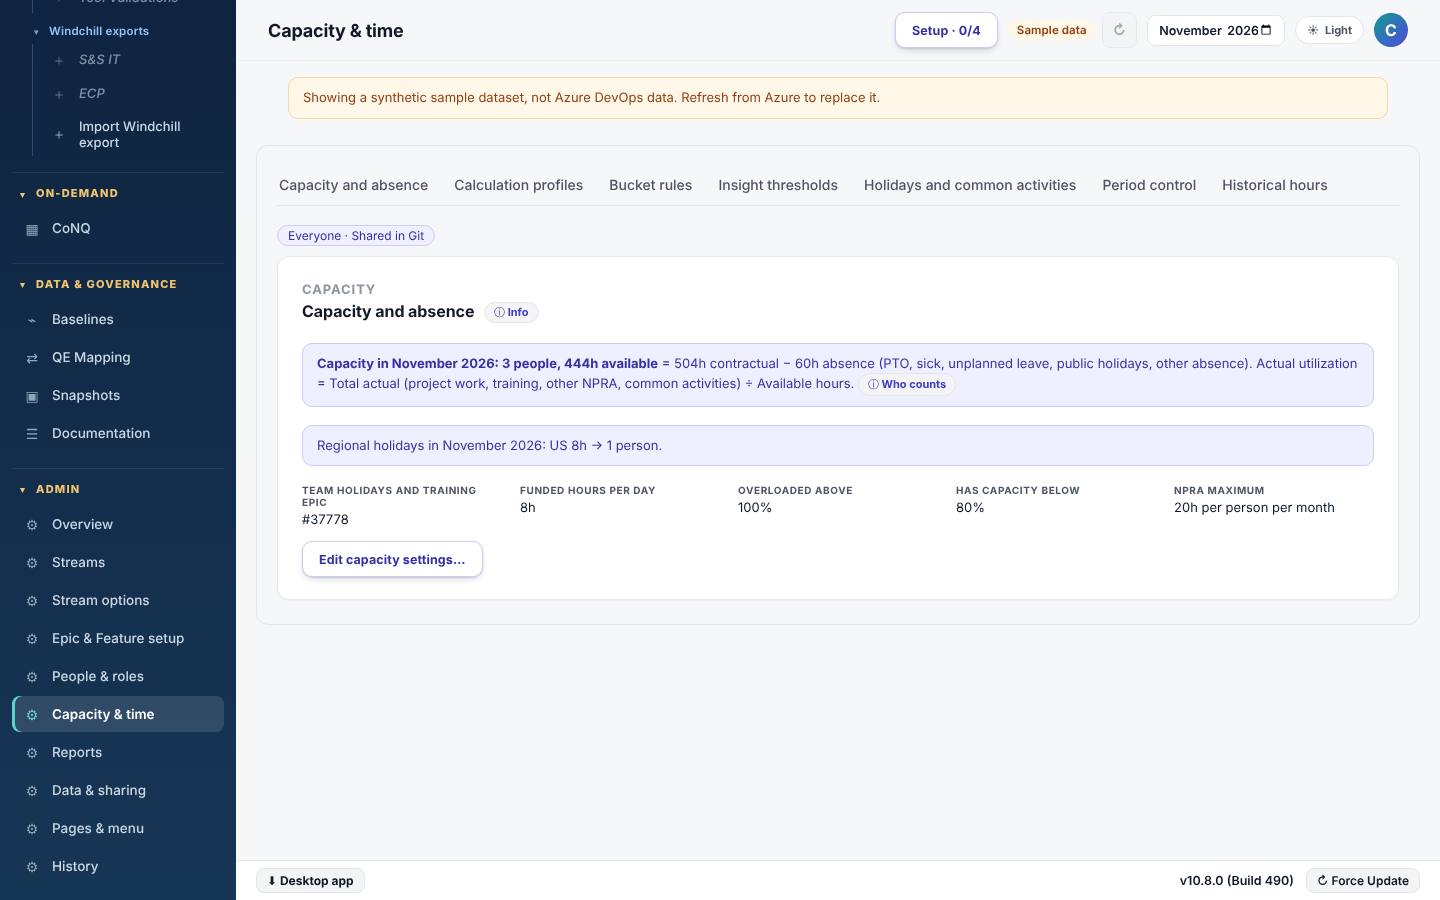 Windchill exports
S&S IT
ECP
Import Windchill
export
ON-DEMAND
CoNQ
DATA & GOVERNANCE
Baselines
QE Mapping
Snapshots
Documentation
ADMIN
Overview
Streams
Stream options
Epic & Feature setup
People & roles
Capacity & time
Reports
Data & sharing
Pages & menu
History
Capacity & time
Setup · 0/4
Sample data
November 2026
Light
C
Showing a synthetic sample dataset, not Azure DevOps data. Refresh from Azure to replace it.
Capacity and absence
Calculation profiles
Bucket rules
Insight thresholds
Holidays and common activities
Period control
Historical hours
Everyone · Shared in Git
CAPACITY
Capacity and absence
ⓘ Info
Capacity in November 2026: 3 people, 444h available = 504h contractual − 60h absence (PTO, sick, unplanned leave, public holidays, other absence). Actual utilization
= Total actual (project work, training, other NPRA, common activities) ÷ Available hours. ⓘ Who counts
Regional holidays in November 2026: US 8h → 1 person.
TEAM HOLIDAYS AND TRAINING
EPIC
#37778
FUNDED HOURS PER DAY
8h
OVERLOADED ABOVE
100%
HAS CAPACITY BELOW
80%
NPRA MAXIMUM
20h per person per month
Edit capacity settings...
Desktop app
v10.8.0 (Build 490)
Force Update